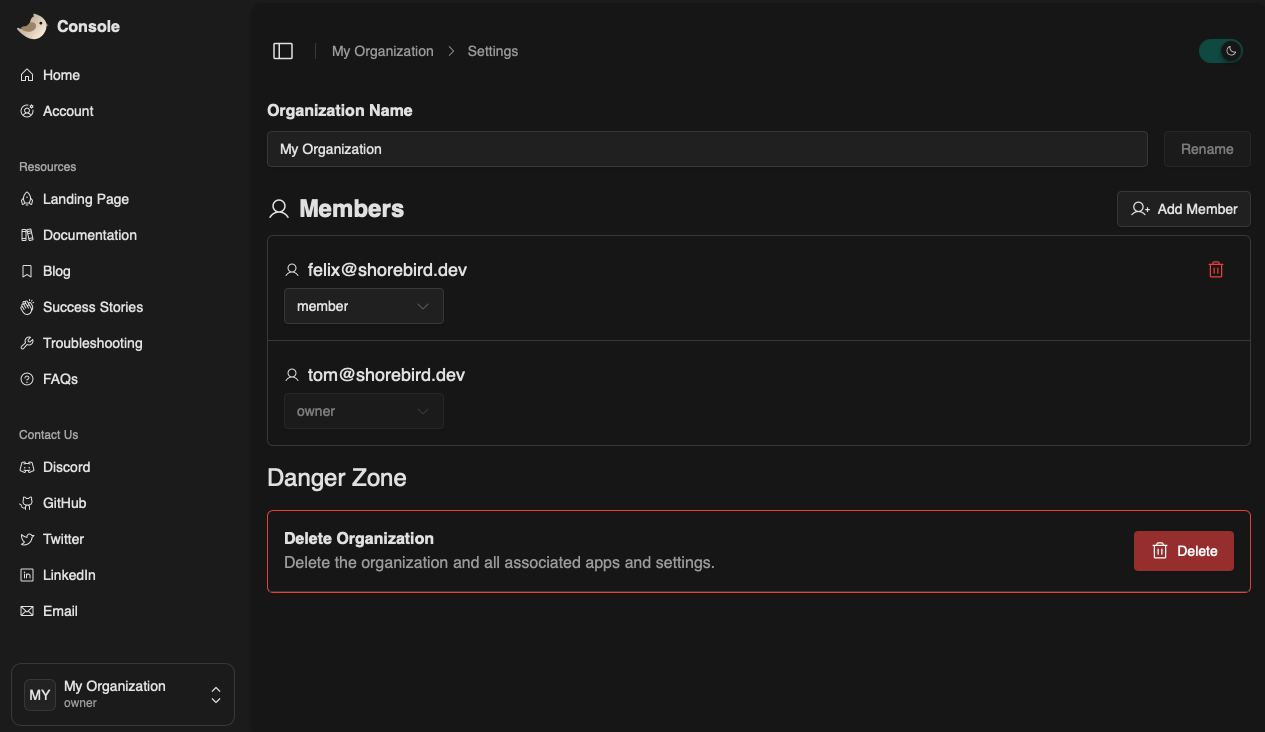 Console
Home
Account
Resources
Landing Page
Documentation
Blog
Success Stories
Troubleshooting
FAQs
Contact Us
Discord
GitHub
Twitter
LinkedIn
Email
MY
My Organization
owner
My Organization > Settings
Organization Name
My Organization
Rename
Members
Add Member
felix@shorebird.dev
member
tom@shorebird.dev
owner
Danger Zone
Delete Organization
Delete the organization and all associated apps and settings.
Delete